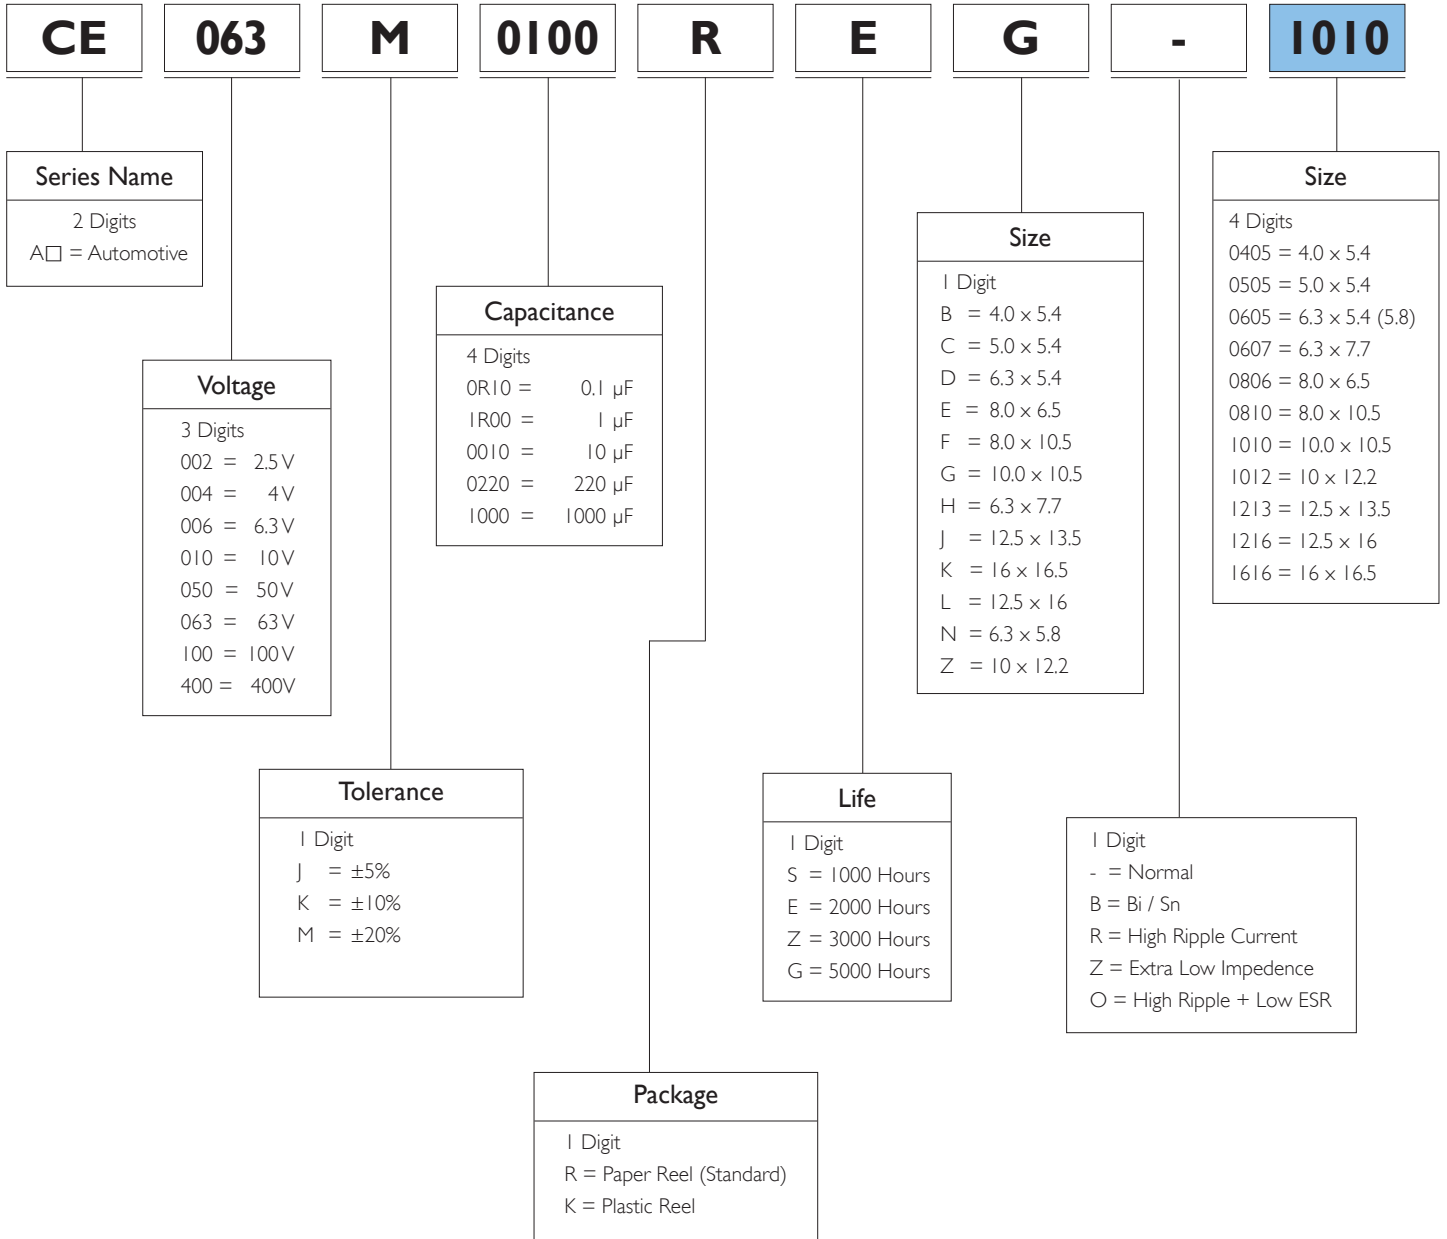 CE 063 M 0100 R E G - 1010
Series Name
2 Digits
A□ = Automotive
Voltage
3 Digits
002 = 2.5 V
004 = 4 V
006 = 6.3 V
010 = 10 V
050 = 50 V
063 = 63 V
100 = 100 V
400 = 400V
Tolerance
1 Digit
J = ±5%
K = ±10%
M = ±20%
Capacitance
4 Digits
0R10 = 0.1 µF
1R00 = 1 µF
0010 = 10 µF
0220 = 220 µF
1000 = 1000 µF
Package
1 Digit
R = Paper Reel (Standard)
K = Plastic Reel
Life
1 Digit
S = 1000 Hours
E = 2000 Hours
Z = 3000 Hours
G = 5000 Hours
Size
1 Digit
B = 4.0 x 5.4
C = 5.0 x 5.4
D = 6.3 x 5.4
E = 8.0 x 6.5
F = 8.0 x 10.5
G = 10.0 x 10.5
H = 6.3 x 7.7
J = 12.5 x 13.5
K = 16 x 16.5
L = 12.5 x 16
N = 6.3 x 5.8
Z = 10 x 12.2
1 Digit
- = Normal
B = Bi / Sn
R = High Ripple Current
Z = Extra Low Impedence
O = High Ripple + Low ESR
Size
4 Digits
0405 = 4.0 x 5.4
0505 = 5.0 x 5.4
0605 = 6.3 x 5.4 (5.8)
0607 = 6.3 x 7.7
0806 = 8.0 x 6.5
0810 = 8.0 x 10.5
1010 = 10.0 x 10.5
1012 = 10 x 12.2
1213 = 12.5 x 13.5
1216 = 12.5 x 16
1616 = 16 x 16.5